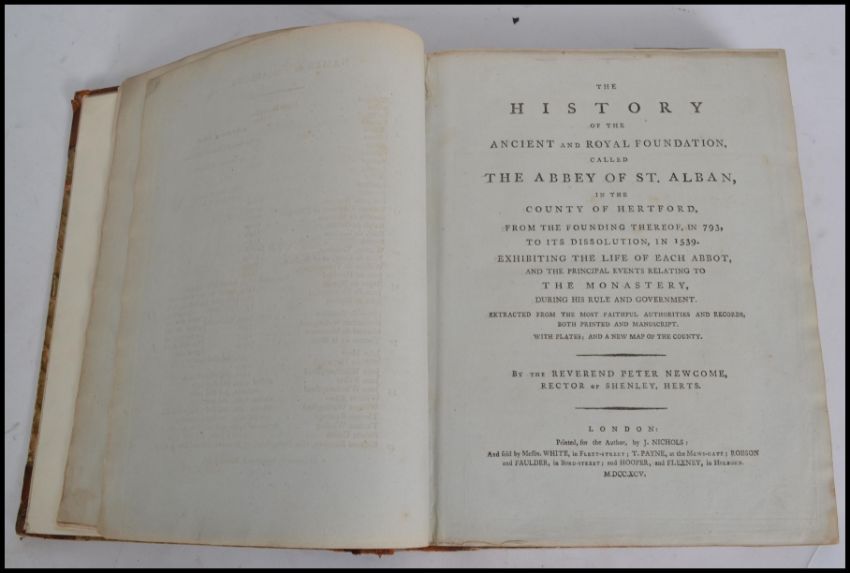 THE
HISTORY
OF THE
ANCIENT AND ROYAL FOUNDATION,
CALLED
THE ABBEY OF ST. ALBAN,
IN THE
COUNTY OF HERTFORD,
FROM THE FOUNDING THEREOF, IN 793,
TO ITS DISSOLUTION, IN 1539.
EXHIBITING THE LIFE OF EACH ABBOT,
AND THE PRINCIPAL EVENTS RELATING TO
THE MONASTERY,
DURING HIS RULE AND GOVERNMENT.
EXTRACTED FROM THE MOST FAITHFUL AUTHORITIES AND RECORDS,
BOTH PRINTED AND MANUSCRIPT.
WITH PLATES; AND A NEW MAP OF THE COUNTY.
BY THE REVEREND PETER NEWCOME,
RECTOR OF SHENLEY, HERTS.
LONDON:
Printed, for the Author, by J. NICHOLS:
And sold by Messrs. WHITE, in FLEET-STREET; T. PAYNE, at the MEWS-GATE; ROBSON
and FAULDER, in BOND-STREET; and HOOPER, and FLEXNEY, in HOLBORN.
M.DCC.XCV.